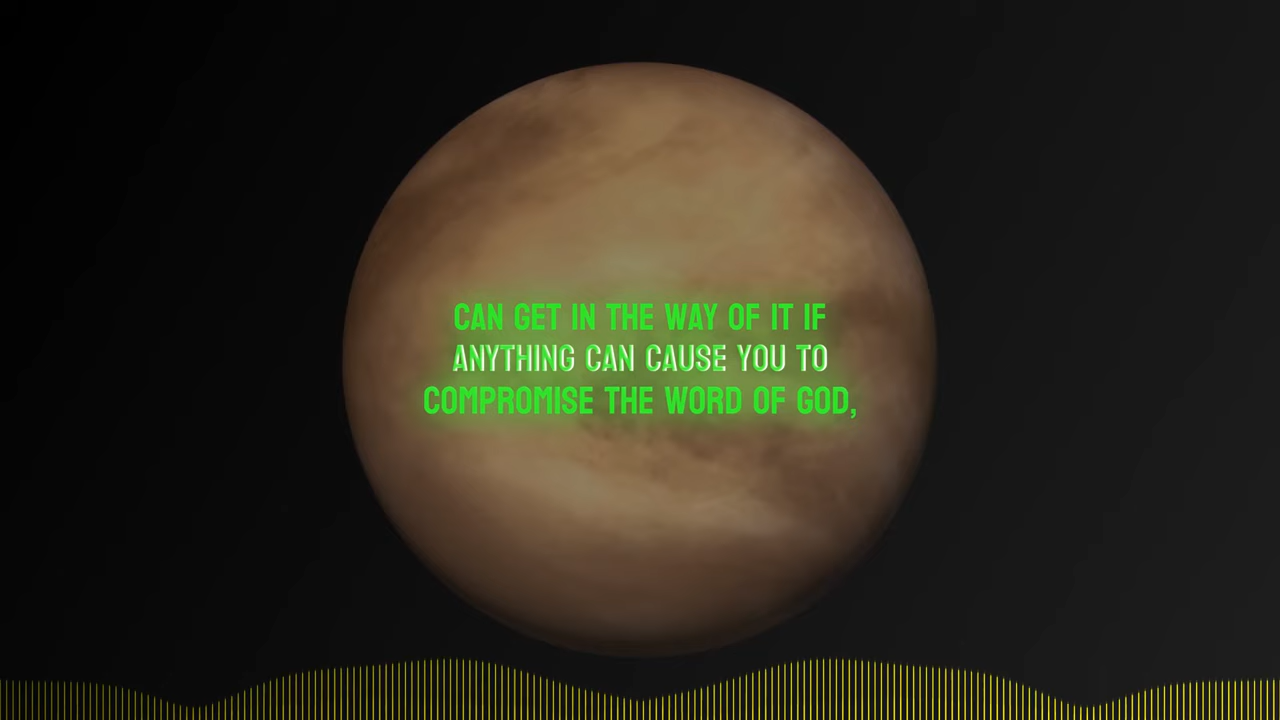 CAN GET IN THE WAY OF IT IF
ANYTHING CAN CAUSE YOU TO
COMPROMISE THE WORD OF GOD,